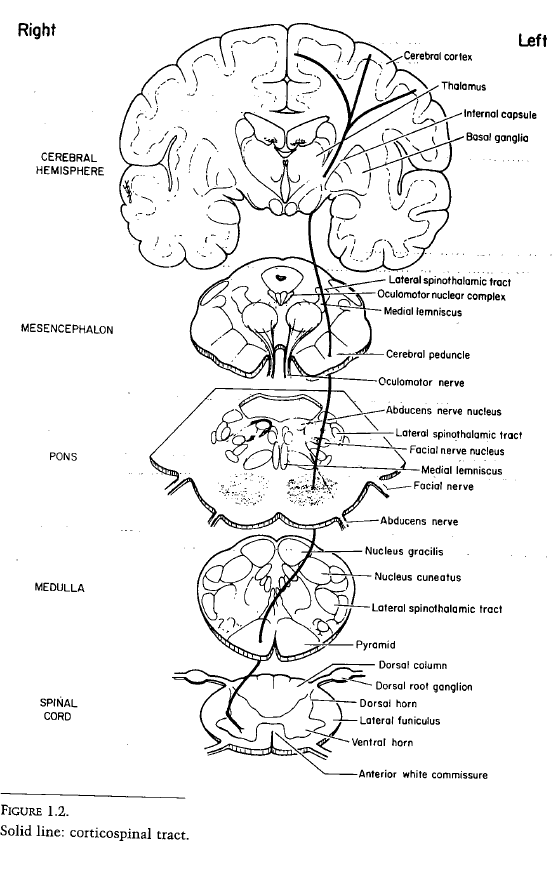 Right
Left
Cerebral cortex
Thalamus
Internal capsule
Basal ganglia
CEREBRAL
HEMISPHERE
Lateral spinothalamic tract
Oculomotor nuclear complex
Medial lemniscus
MESENCEPHALON
Cerebral peduncle
Oculomotor nerve
Abducens nerve nucleus
Lateral spinothalamic tract
Facial nerve nucleus
PONS
Medial lemniscus
Facial nerve
Abducens nerve
Nucleus gracilis
Nucleus cuneatus
MEDULLA
Lateral spinothalamic tract
Pyramid
Dorsal column
Dorsal root ganglion
SPINAL
CORD
Dorsal horn
Lateral funiculus
Ventral horn
Anterior white commissure
FIGURE 1.2.
Solid line: corticospinal tract.